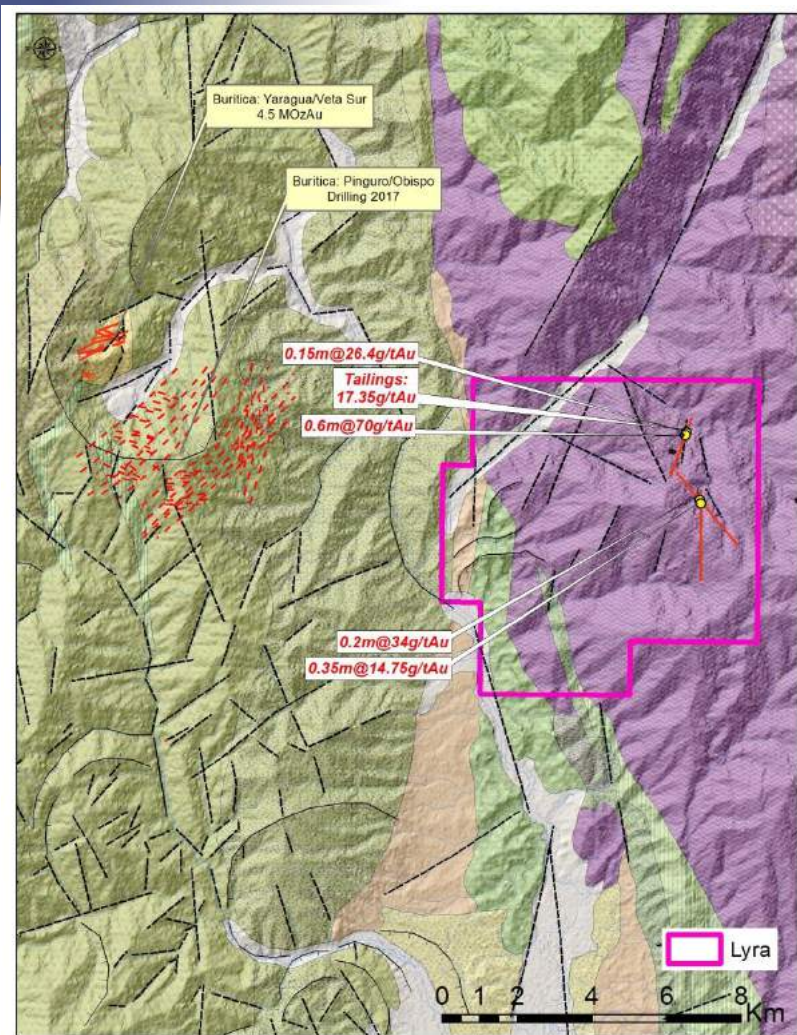 Buritica: Yaragua/Veta Sur
4.5 MOzAu
Buritica: Pinguro/Obispo
Drilling 2017
0.15m@26.4g/tAu
Tailings:
17.35g/tAu
0.6m@70g/tAu
0.2m@34g/tAu
0.35m@14.75g/tAu
Lyra
0 1 2 4 6 8
Km